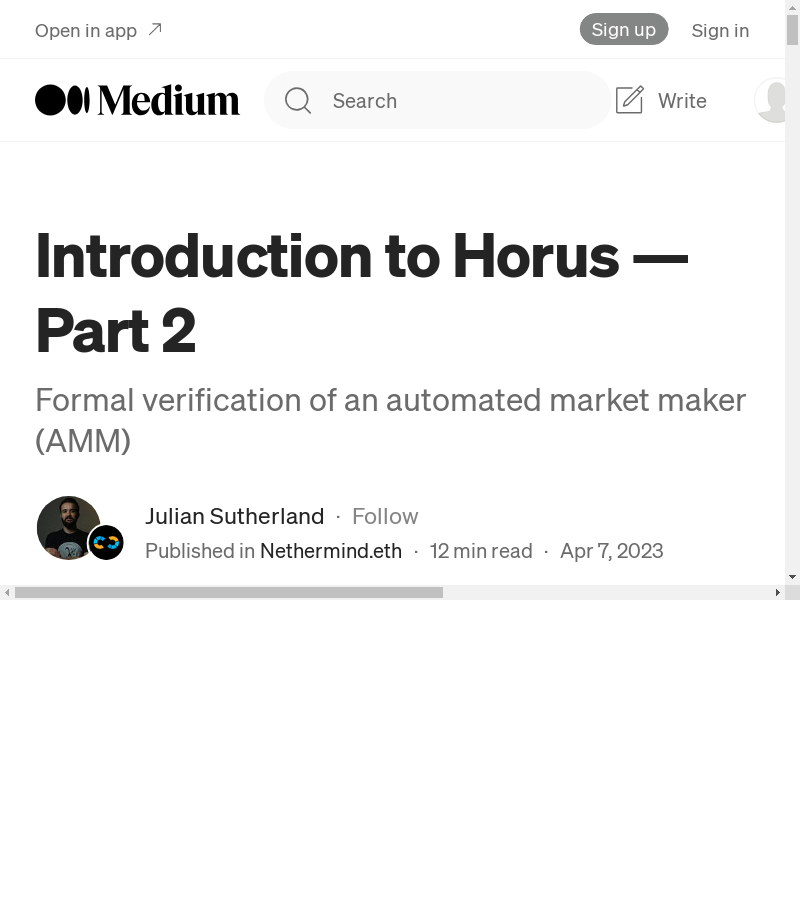 Open in app
Sign up
Sign in
Medium
Search
Write
Introduction to Horus —
Part 2
Formal verification of an automated market maker
(AMM)
Julian Sutherland · Follow
Published in Nethermind.eth · 12 min read · Apr 7, 2023